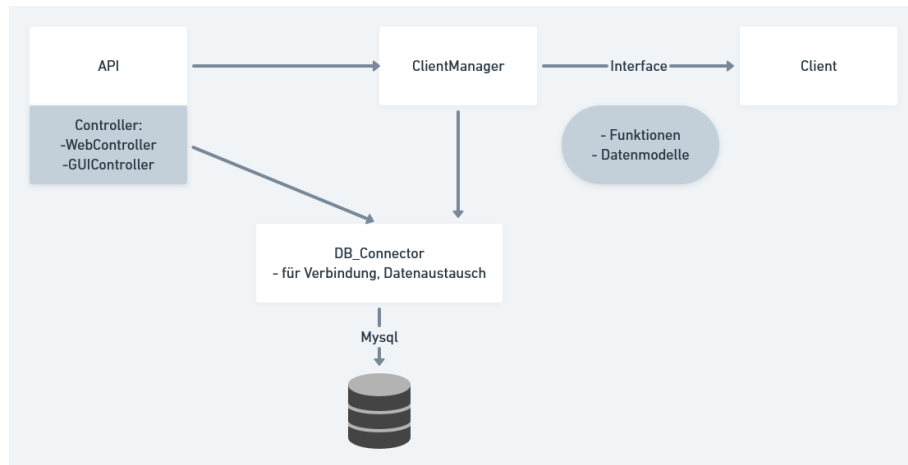 API
ClientManager
Interface
Client
Controller:
-WebController
-GUIController
- Funktionen
- Datenmodelle
DB_Connector
- für Verbindung, Datenaustausch
Mysql